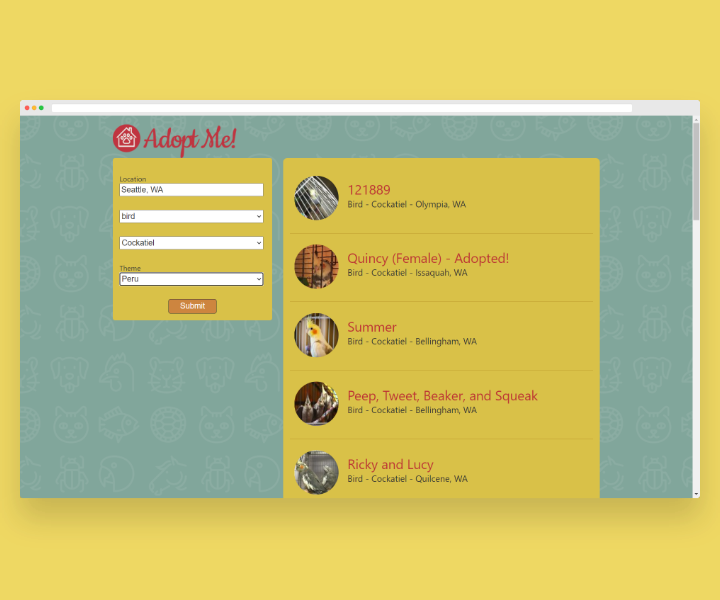 Adopt Me!
Location
Seattle, WA
bird
Cockatiel
Theme
Peru
Submit
121889
Bird - Cockatiel - Olympia, WA
Quincy (Female) - Adopted!
Bird - Cockatiel - Issaquah, WA
Summer
Bird - Cockatiel - Bellingham, WA
Peep, Tweet, Beaker, and Squeak
Bird - Cockatiel - Bellingham, WA
Ricky and Lucy
Bird - Cockatiel - Quilcene, WA